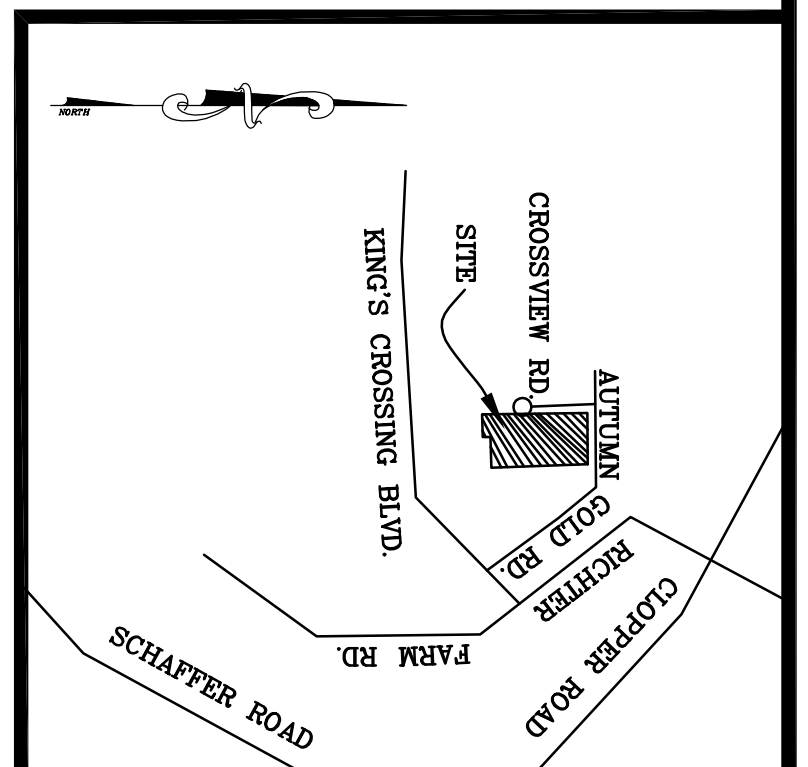 NORTH
N
CROSSVIEW RD.
SITE
KING'S CROSSING BLVD.
AUTUMN
GOLD RD.
RICHTER
FARM RD.
CLOPPER ROAD
SCHAFFER ROAD